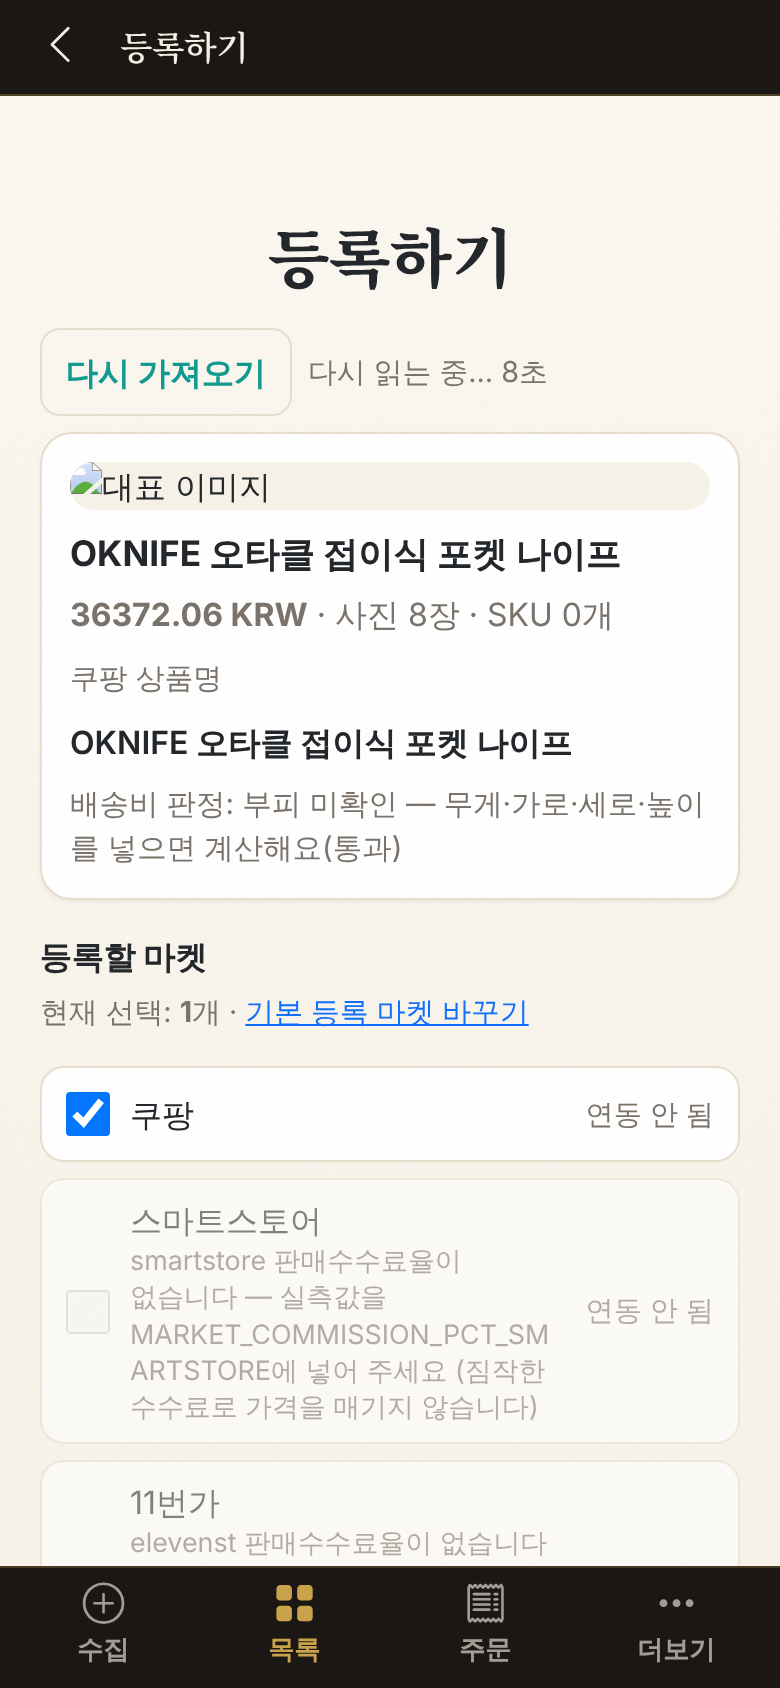 등록하기
등록하기
다시 가져오기 다시 읽는 중... 8초
대표 이미지
OKNIFE 오타클 접이식 포켓 나이프
36372.06 KRW · 사진 8장 · SKU 0개
쿠팡 상품명
OKNIFE 오타클 접이식 포켓 나이프
배송비 판정: 부피 미확인 — 무게·가로·세로·높이
를 넣으면 계산해요(통과)
등록할 마켓
현재 선택: 1개 · 기본 등록 마켓 바꾸기
쿠팡 연동 안 됨
스마트스토어
smartstore 판매수수료율이
없습니다 — 실측값을
MARKET_COMMISSION_PCT_SM
ARTSTORE에 넣어 주세요 (짐작한
수수료로 가격을 매기지 않습니다)
연동 안 됨
11번가
elevenst 판매수수료율이 없습니다
수집 목록 주문 더보기